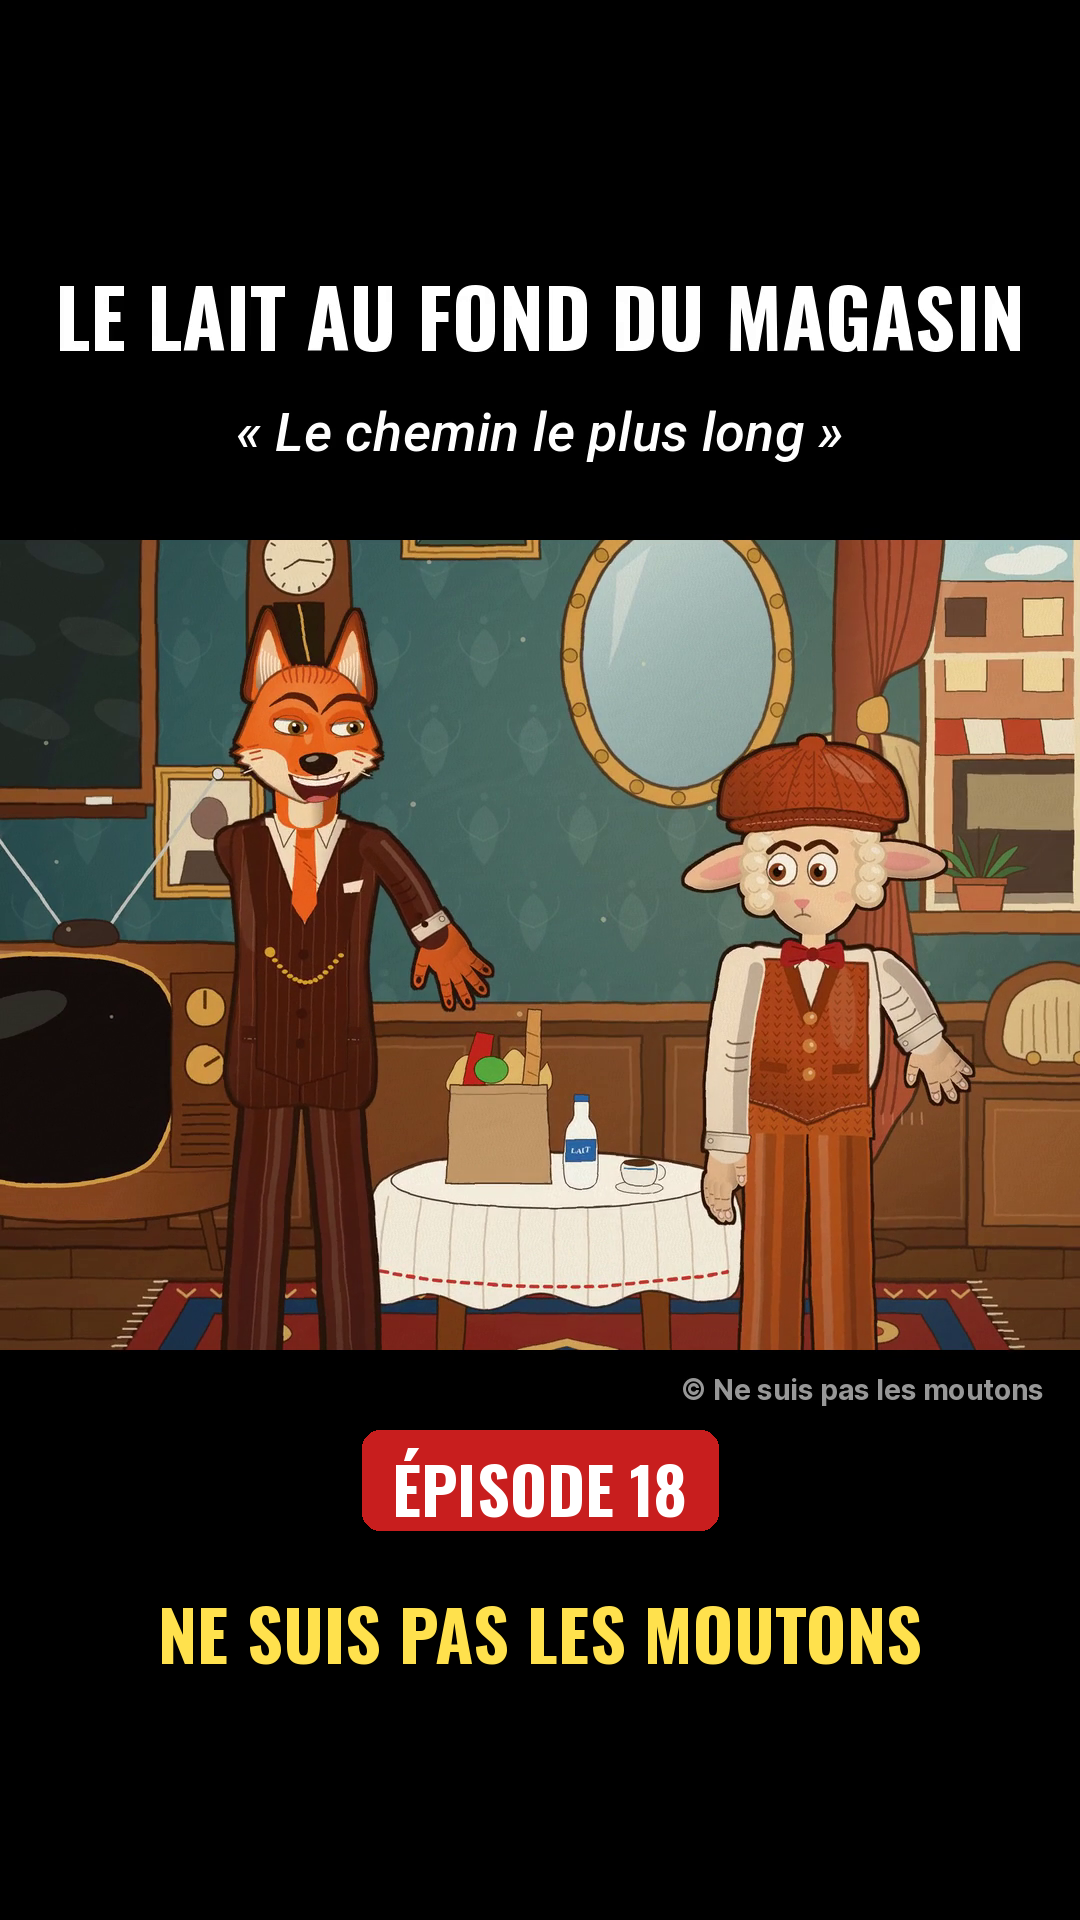 LE LAIT AU FOND DU MAGASIN
« Le chemin le plus long »
LAIT
© Ne suis pas les moutons
ÉPISODE 18
NE SUIS PAS LES MOUTONS